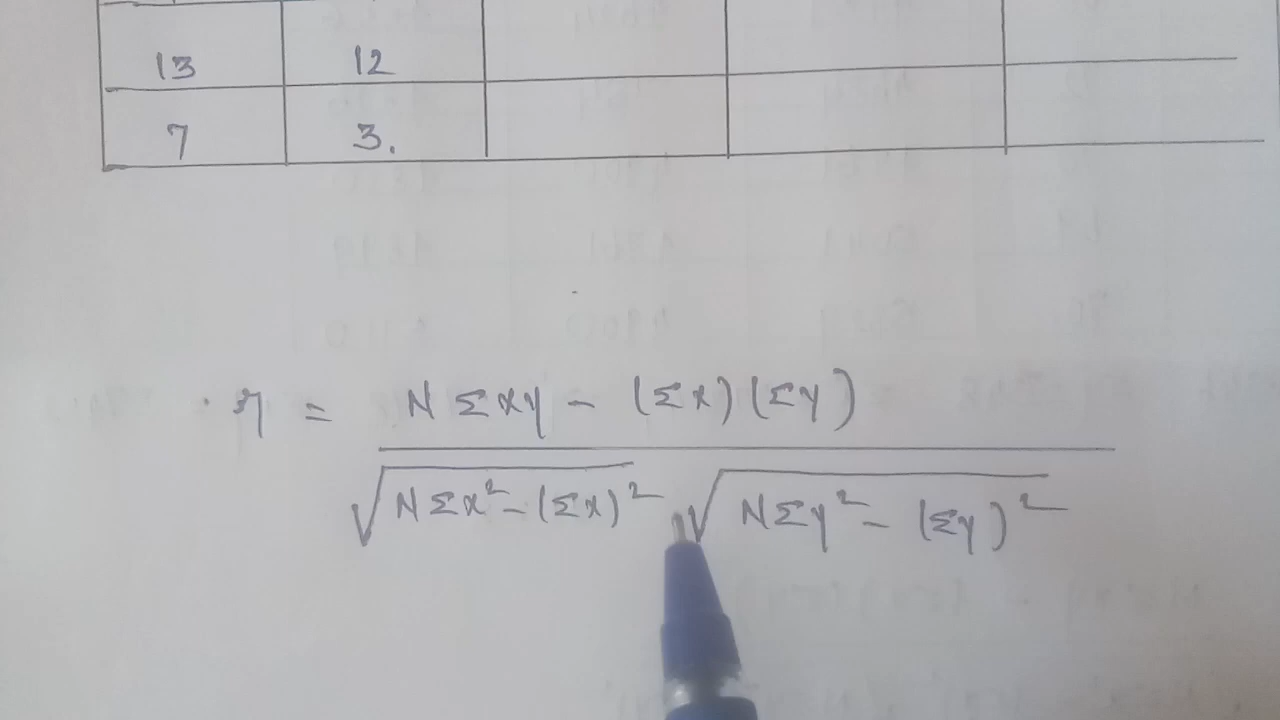 13 12
7 3.
r = N Σxy - (Σx)(Σy)
√NΣx² - (Σx)² √NΣy² - (Σy)²